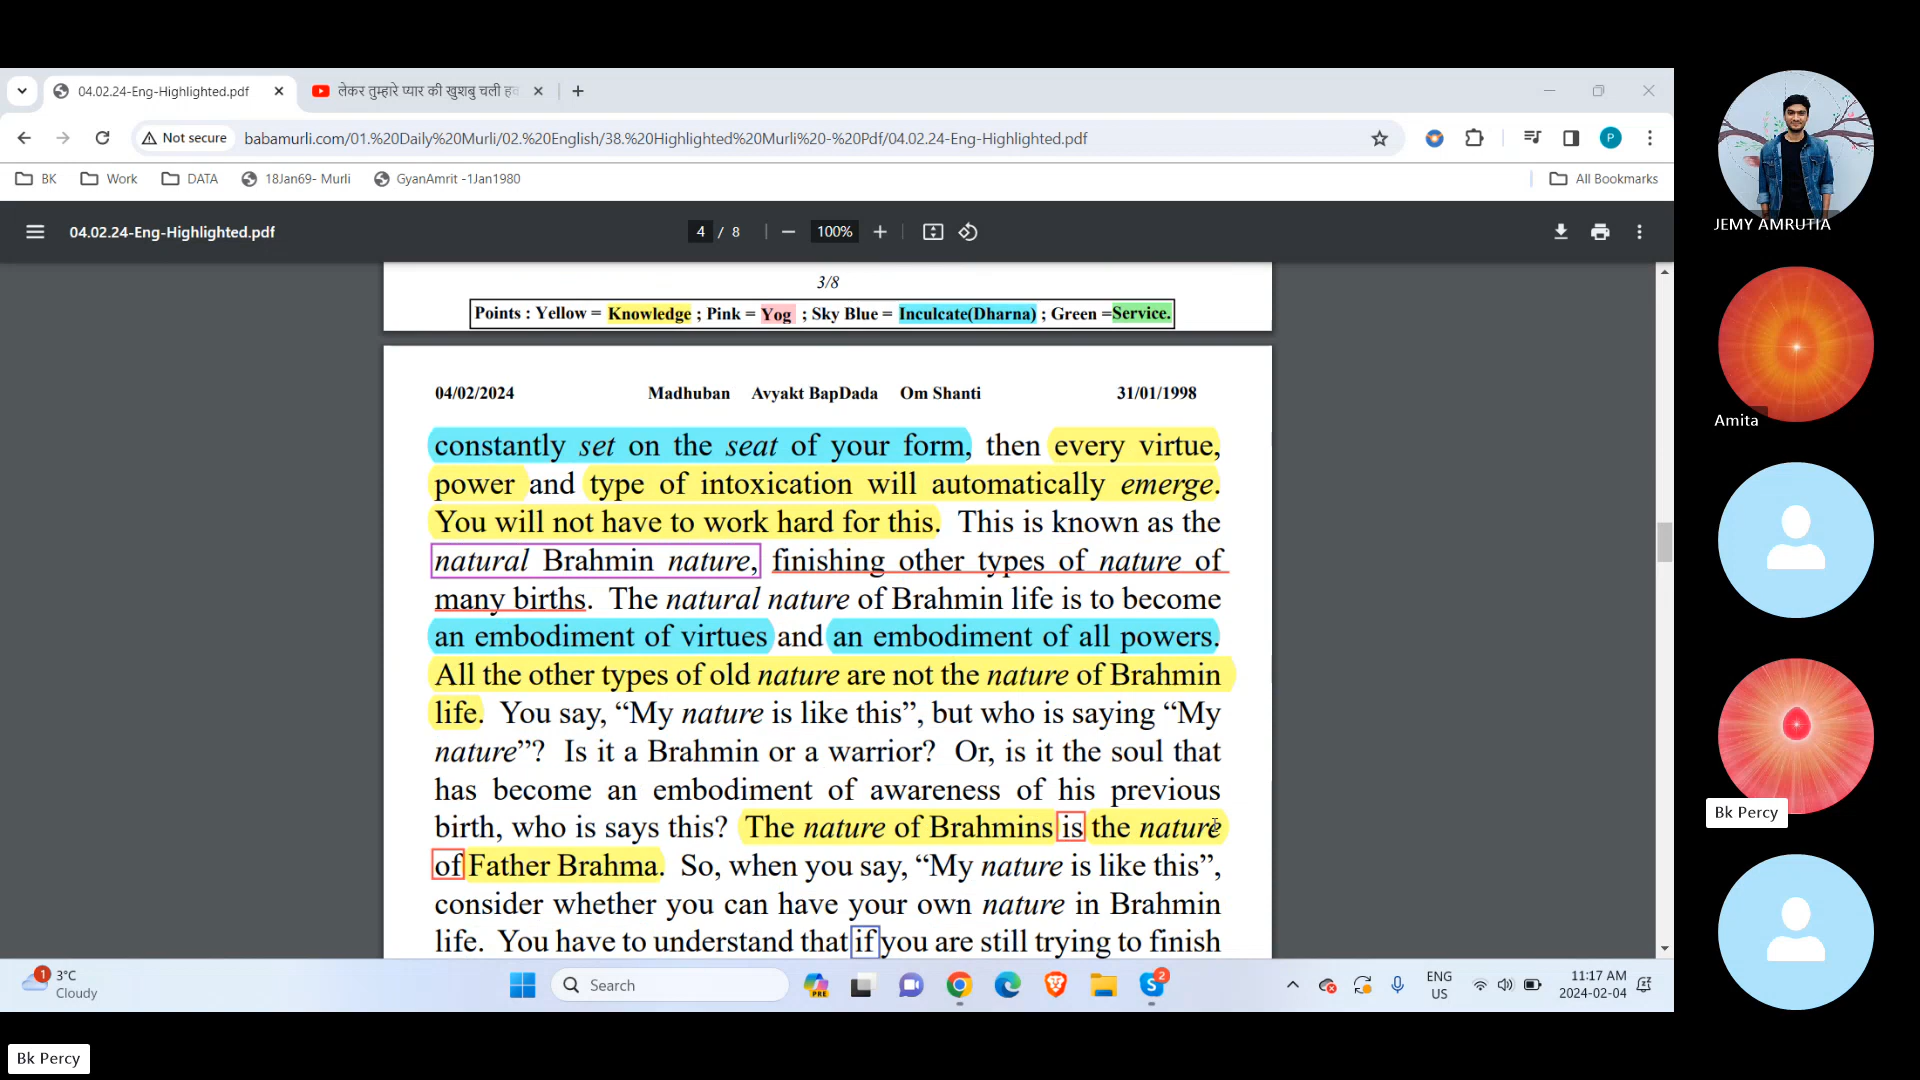 04.02.24-Eng-Highlighted.pdf
लेकर तुम्हारे प्यार की खुशबु चली हव
Not secure
babamurli.com/01.%20Daily%20Murli/02.%20English/38.%20Highlighted%20Murli%20-%20Pdf/04.02.24-Eng-Highlighted.pdf
P
BK
Work
DATA
18Jan69- Murli
GyanAmrit -1Jan1980
All Bookmarks
04.02.24-Eng-Highlighted.pdf
4 / 8
100%
3/8
Points : Yellow = Knowledge ; Pink = Yog ; Sky Blue = Inculcate(Dharna) ; Green =Service.
04/02/2024 Madhuban Avyakt BapDada Om Shanti 31/01/1998
constantly set on the seat of your form, then every virtue,
power and type of intoxication will automatically emerge.
You will not have to work hard for this. This is known as the
natural Brahmin nature, finishing other types of nature of
many births. The natural nature of Brahmin life is to become
an embodiment of virtues and an embodiment of all powers.
All the other types of old nature are not the nature of Brahmin
life. You say, “My nature is like this”, but who is saying “My
nature”? Is it a Brahmin or a warrior? Or, is it the soul that
has become an embodiment of awareness of his previous
birth, who is says this? The nature of Brahmins is the nature
of Father Brahma. So, when you say, “My nature is like this”,
consider whether you can have your own nature in Brahmin
life. You have to understand that if you are still trying to finish
1
3°C
Cloudy
Search
PRE
S
2
ENG
US
11:17 AM
2024-02-04
JEMY AMRUTIA
Amita
Bk Percy
Bk Percy